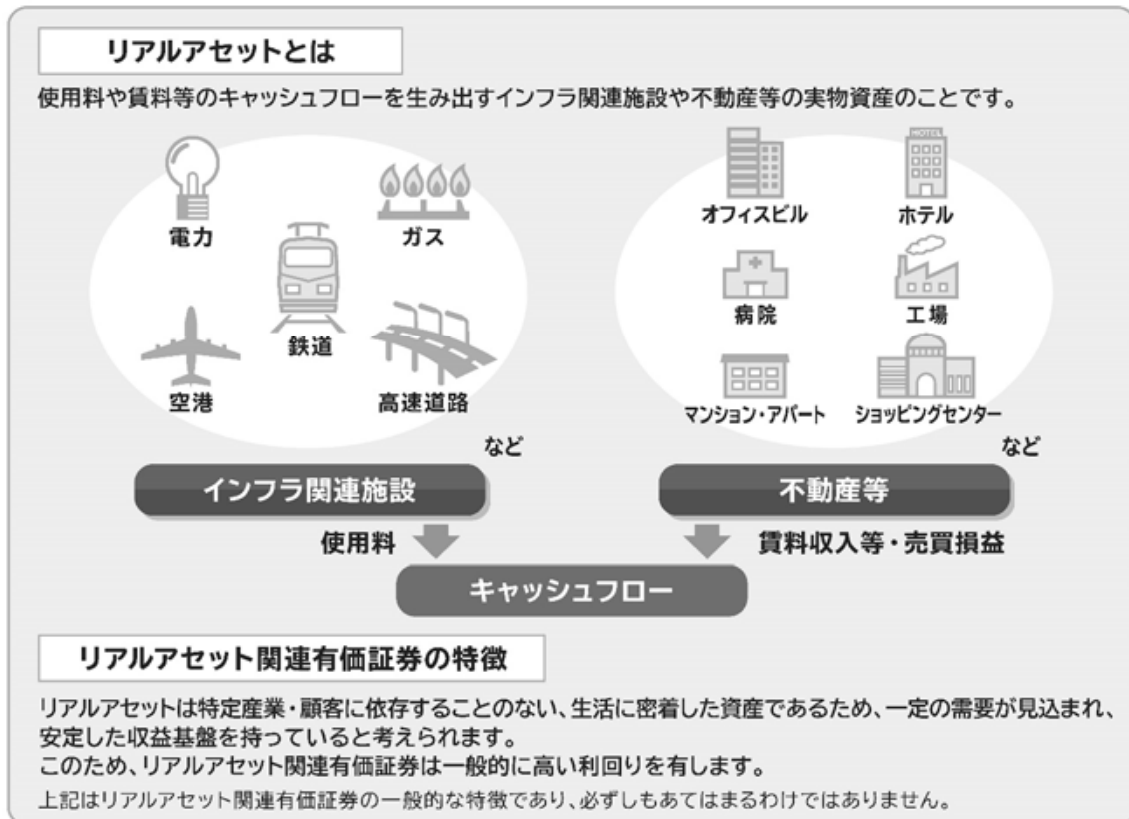 リアルアセットとは
使用料や賃料等のキャッシュフローを生み出すインフラ関連施設や不動産等の実物資産のことです。
電力
ガス
鉄道
空港
高速道路
など
インフラ関連施設
HOTEL
オフィスビル
ホテル
病院
工場
マンション・アパート
ショッピングセンター
など
不動産等
使用料
賃料収入等・売買損益
キャッシュフロー
リアルアセット関連有価証券の特徴
リアルアセットは特定産業・顧客に依存することのない、生活に密着した資産であるため、一定の需要が見込まれ、
安定した収益基盤を持っていると考えられます。
このため、リアルアセット関連有価証券は一般的に高い利回りを有します。
上記はリアルアセット関連有価証券の一般的な特徴であり、必ずしもあてはまるわけではありません。